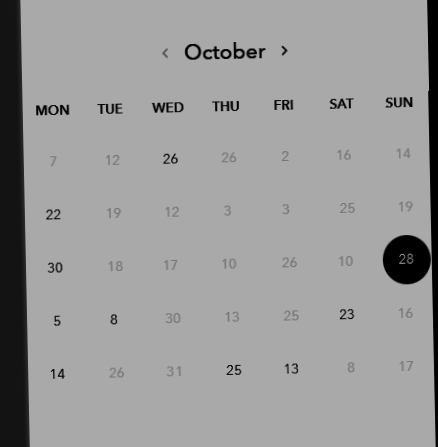 ‹ October ›
MON TUE WED THU FRI SAT SUN
7 12 26 26 2 16 14
22 19 12 3 3 25 19
30 18 17 10 26 10 28
5 8 30 13 25 23 16
14 26 31 25 13 8 17